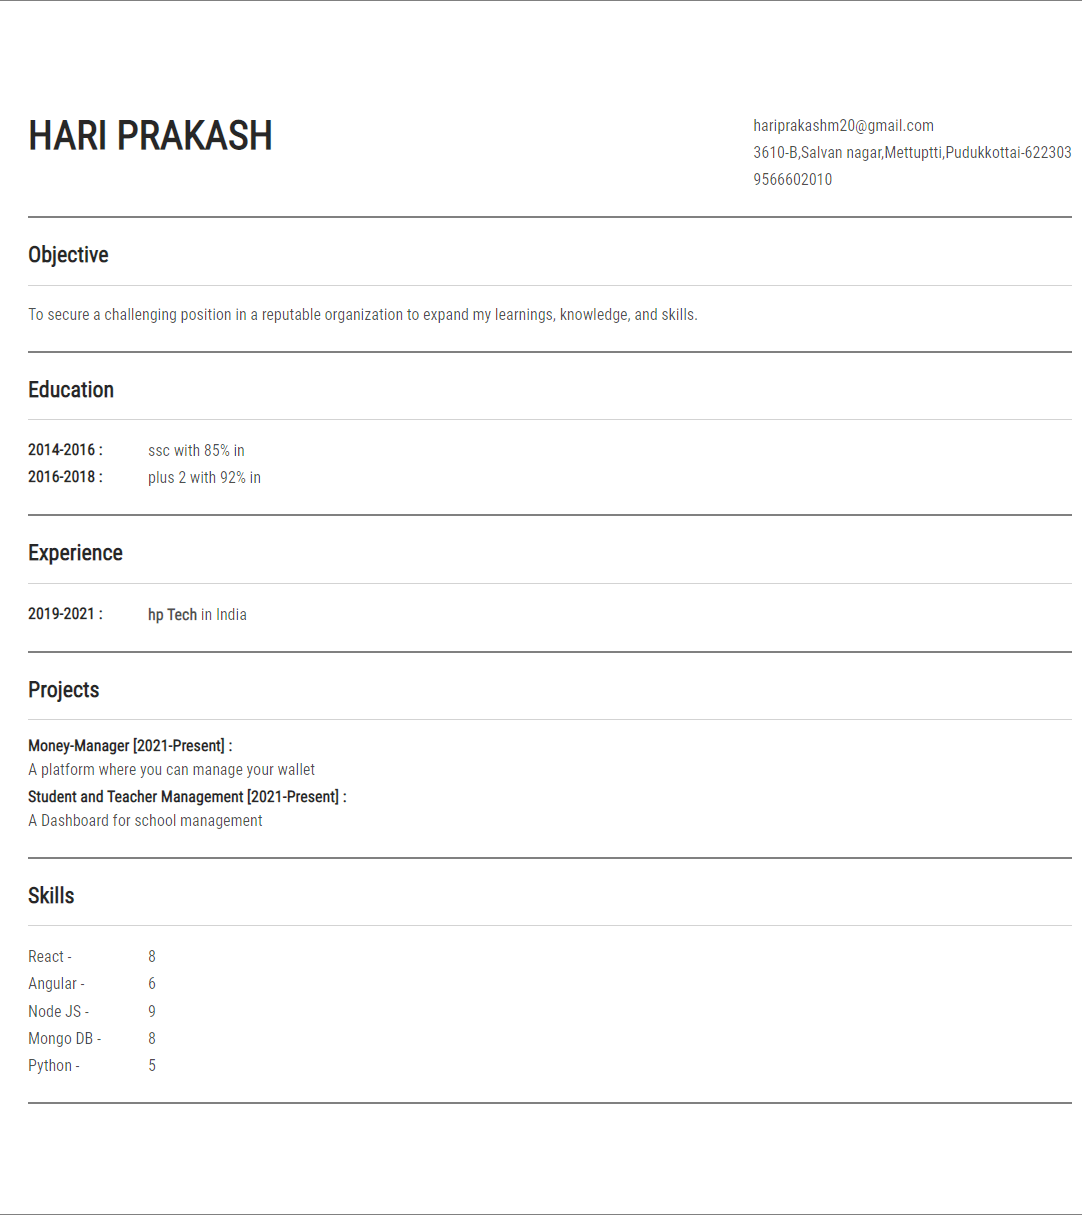 HARI PRAKASH
hariprakashm20@gmail.com
3610-B,Salvan nagar,Mettuptti,Pudukkottai-622303
9566602010
Objective
To secure a challenging position in a reputable organization to expand my learnings, knowledge, and skills.
Education
2014-2016 : ssc with 85% in
2016-2018 : plus 2 with 92% in
Experience
2019-2021 : hp Tech in India
Projects
Money-Manager [2021-Present] :
A platform where you can manage your wallet
Student and Teacher Management [2021-Present] :
A Dashboard for school management
Skills
React - 8
Angular - 6
Node JS - 9
Mongo DB - 8
Python - 5